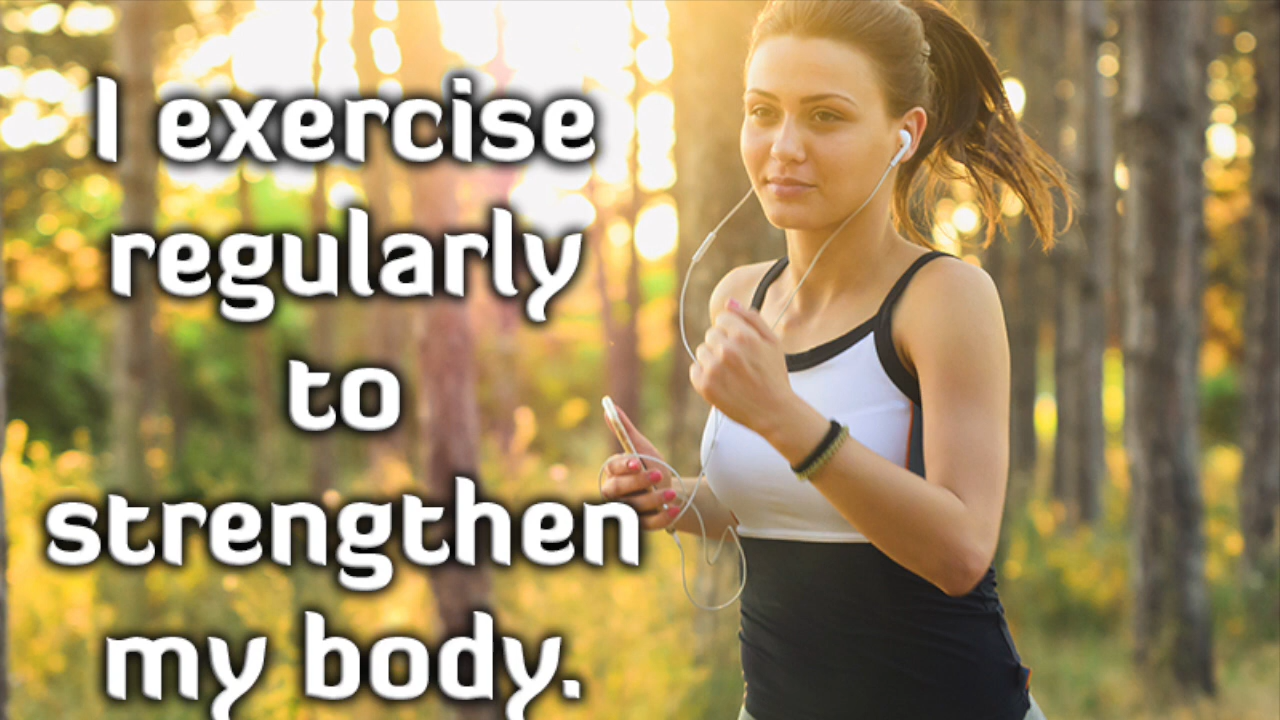 I exercise
regularly
to
strengthen
my body.